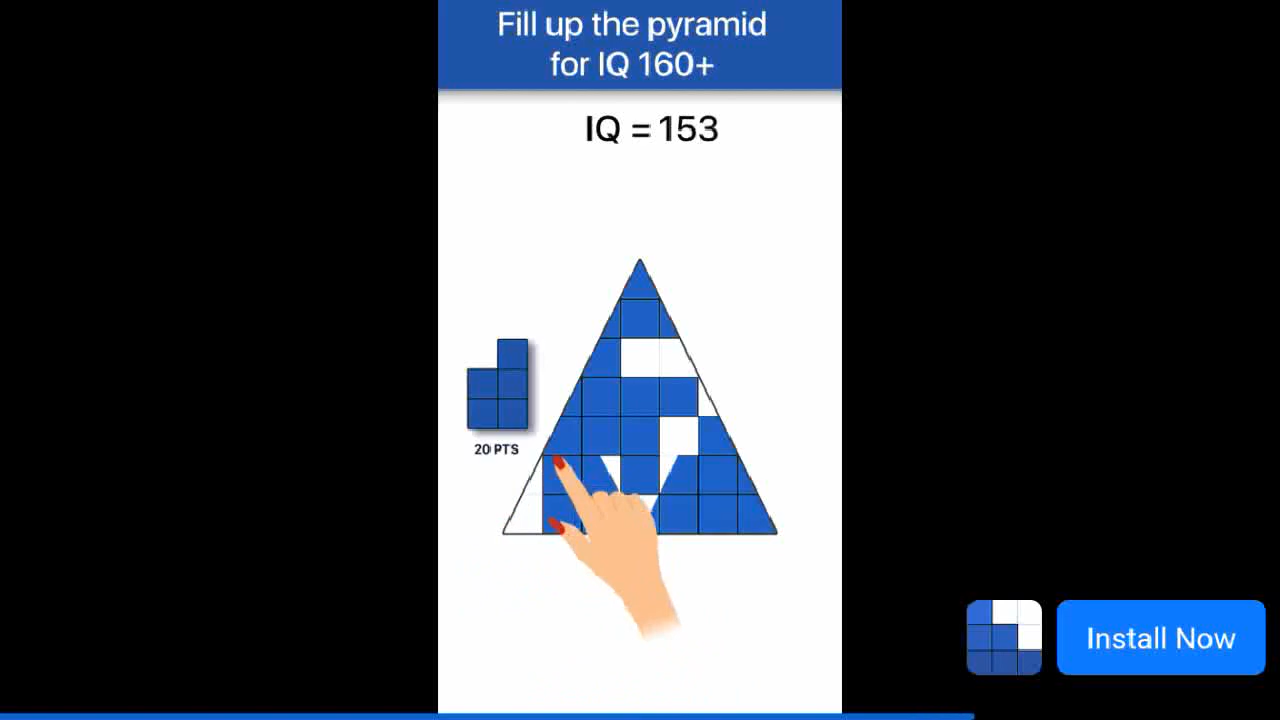 Fill up the pyramid
for IQ 160+
IQ = 153
20 PTS
Install Now